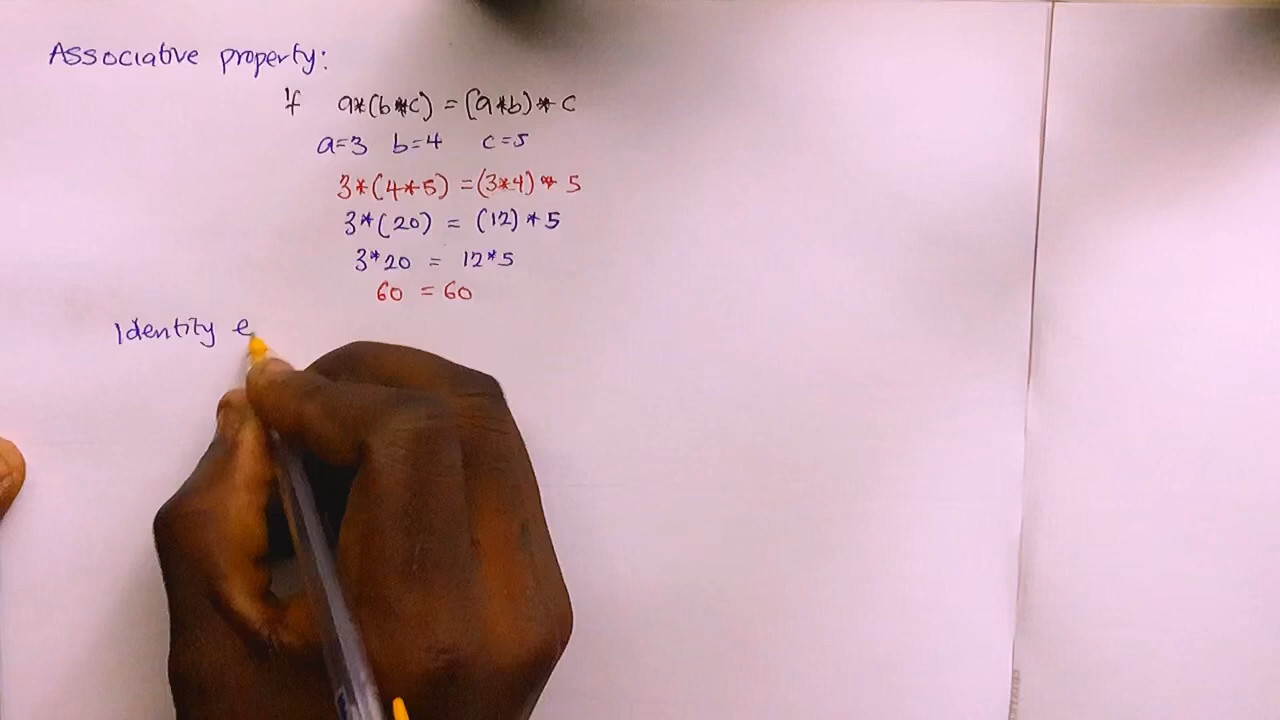 Associative property:
If a*(b*c) = (a*b)* c
a=3 b=4 c=5
3*(4*5) =(3*4) * 5
3*(20) = (12)*5
3*20 = 12*5
60 = 60
Identity e